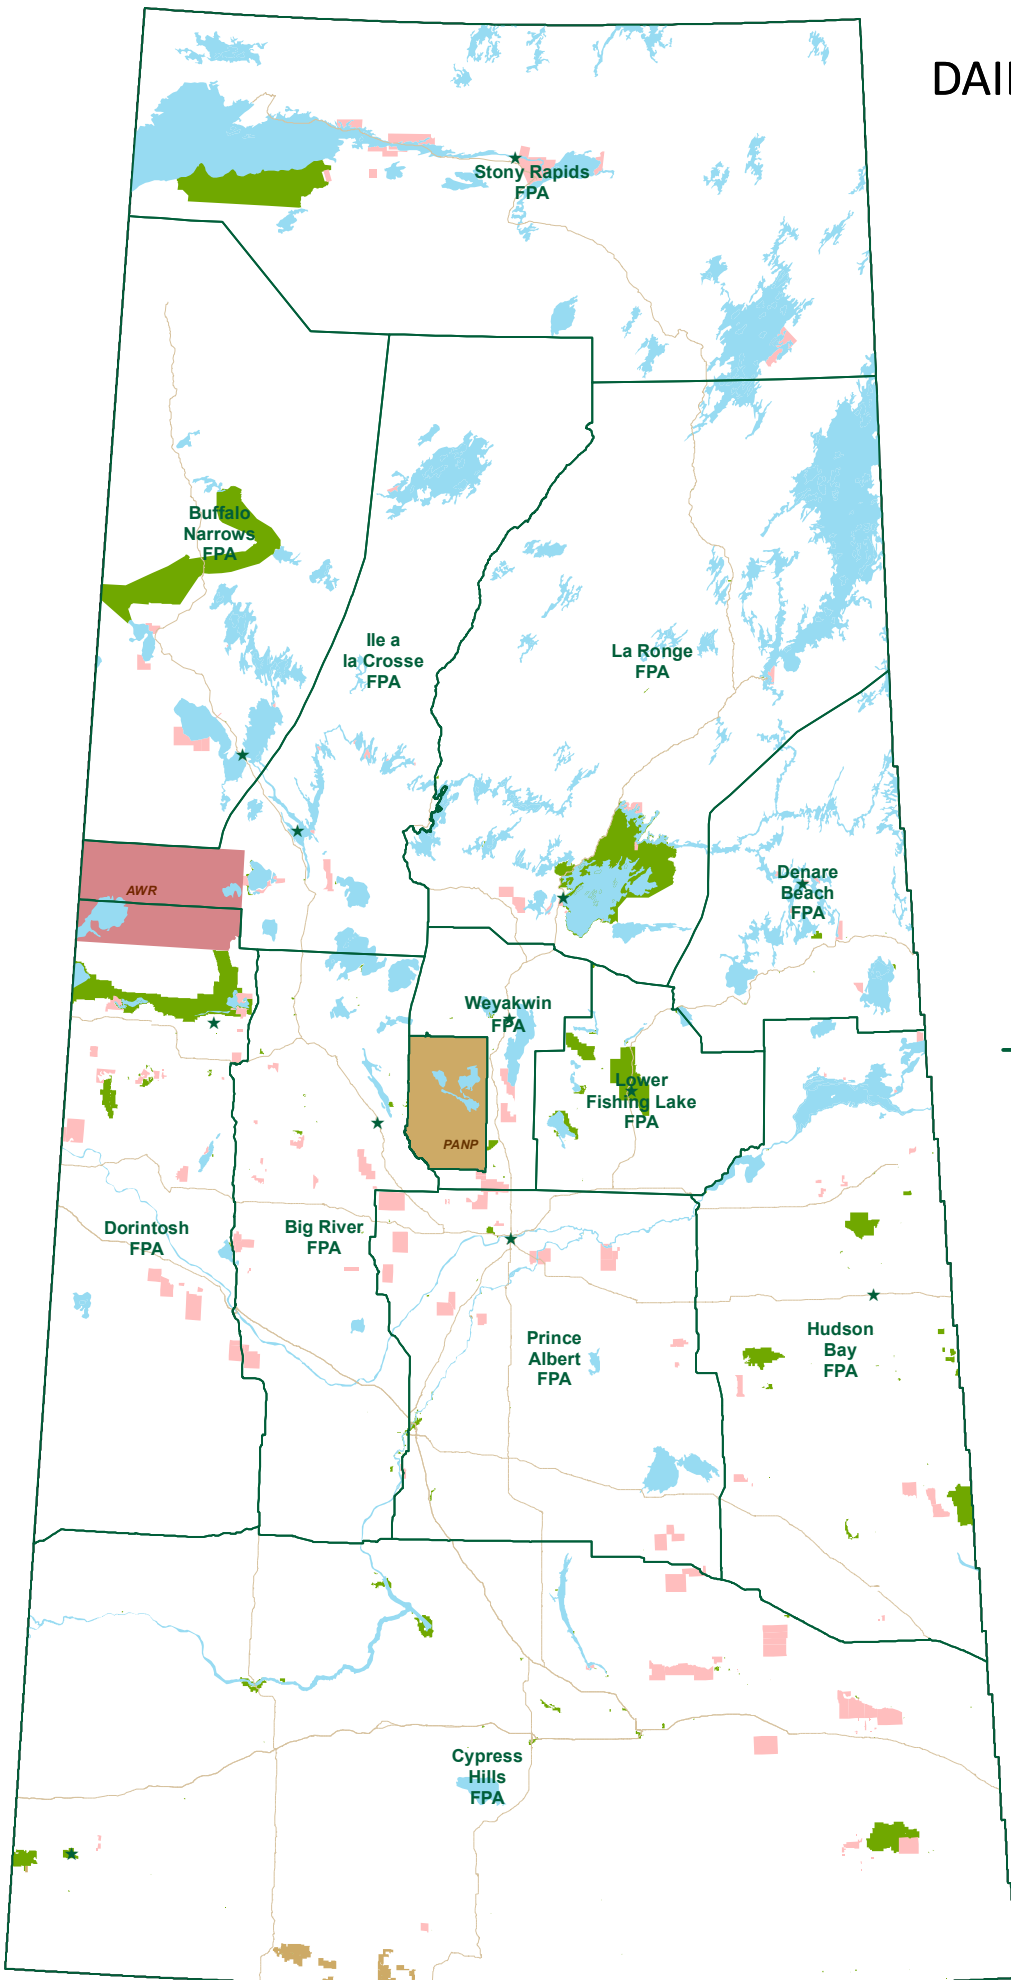 DAI
Stony Rapids
FPA
Buffalo
Narrows
FPA
Ile a
la Crosse
FPA
La Ronge
FPA
AWR
Denare
Beach
FPA
Weyakwin
FPA
Lower
Fishing Lake
FPA
PANP
Dorintosh
FPA
Big River
FPA
Prince
Albert
FPA
Hudson
Bay
FPA
Cypress
Hills
FPA